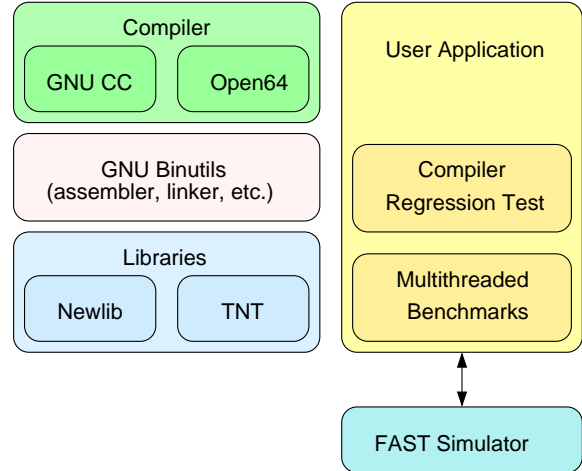 Compiler
GNU CC
Open64
GNU Binutils
(assembler, linker, etc.)
Libraries
Newlib
TNT
User Application
Compiler
Regression Test
Multithreaded
Benchmarks
FAST Simulator